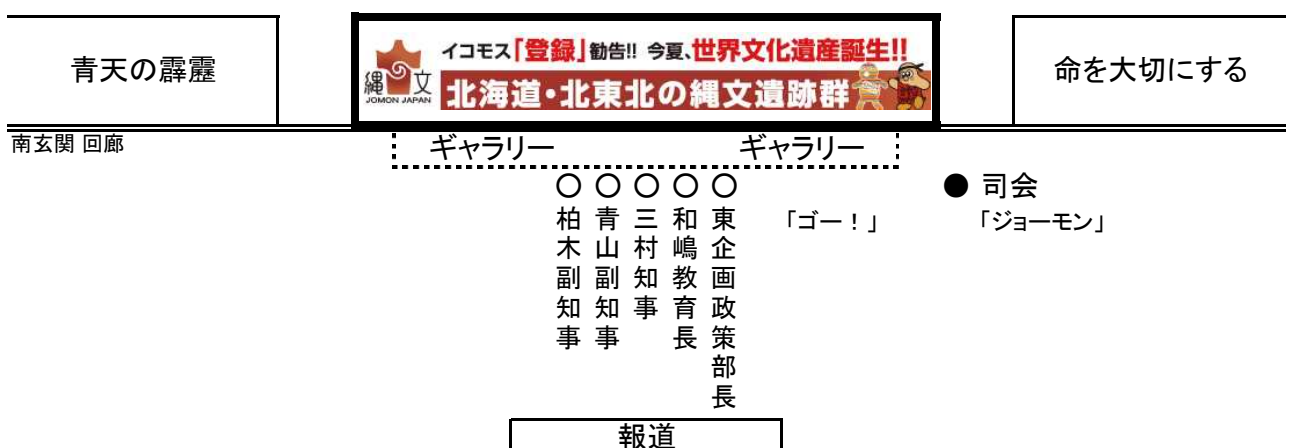 青天の霹靂
縄文
JOMON JAPAN
イコモス「登録」勧告!! 今夏、世界文化遺産誕生!!
北海道・北東北の縄文遺跡群
命を大切にする
南玄関 回廊
ギャラリー
ギャラリー
○柏木副知事
○青山副知事
○三村知事
○和嶋教育長
○東企画政策部長
「ゴー！」
● 司会
「ジョーモン」
報道